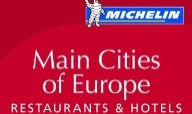 MICHELIN
Main Cities
of Europe
RESTAURANTS & HOTELS